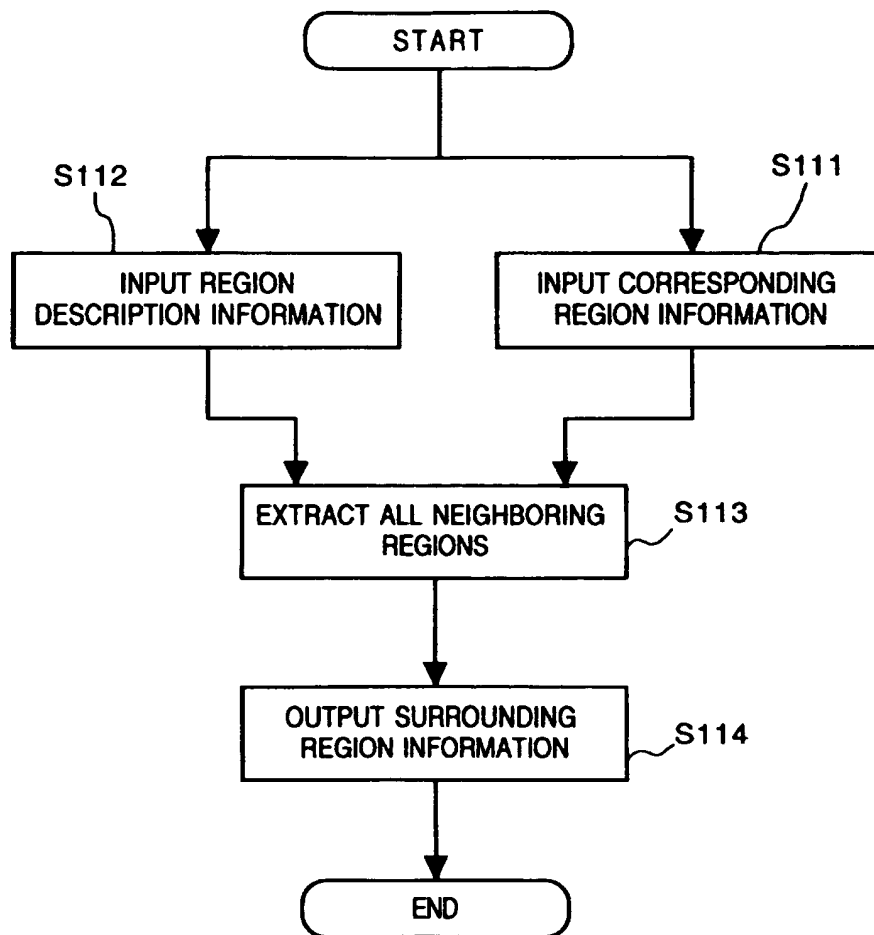 START
S112
S111
INPUT REGION
DESCRIPTION INFORMATION
INPUT CORRESPONDING
REGION INFORMATION
EXTRACT ALL NEIGHBORING
REGIONS
S113
OUTPUT SURROUNDING
REGION INFORMATION
S114
END